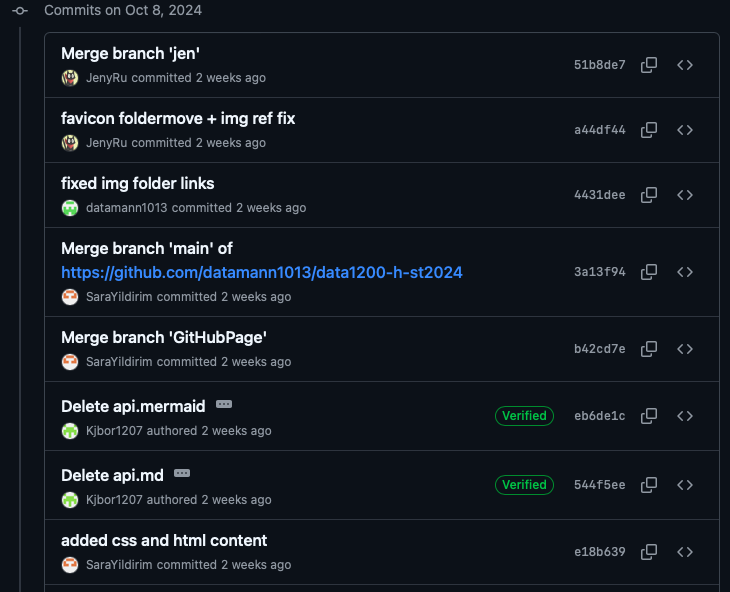 Commits on Oct 8, 2024
Merge branch 'jen'
JenyRu committed 2 weeks ago
51b8de7
favicon foldermove + img ref fix
JenyRu committed 2 weeks ago
a44df44
fixed img folder links
datamann1013 committed 2 weeks ago
4431dee
Merge branch 'main' of
https://github.com/datamann1013/data1200-h-st2024
SaraYildirim committed 2 weeks ago
3a13f94
Merge branch 'GitHubPage'
SaraYildirim committed 2 weeks ago
b42cd7e
Delete api.mermaid
Kjbor1207 authored 2 weeks ago
Verified
eb6de1c
Delete api.md
Kjbor1207 authored 2 weeks ago
Verified
544f5ee
added css and html content
SaraYildirim committed 2 weeks ago
e18b639